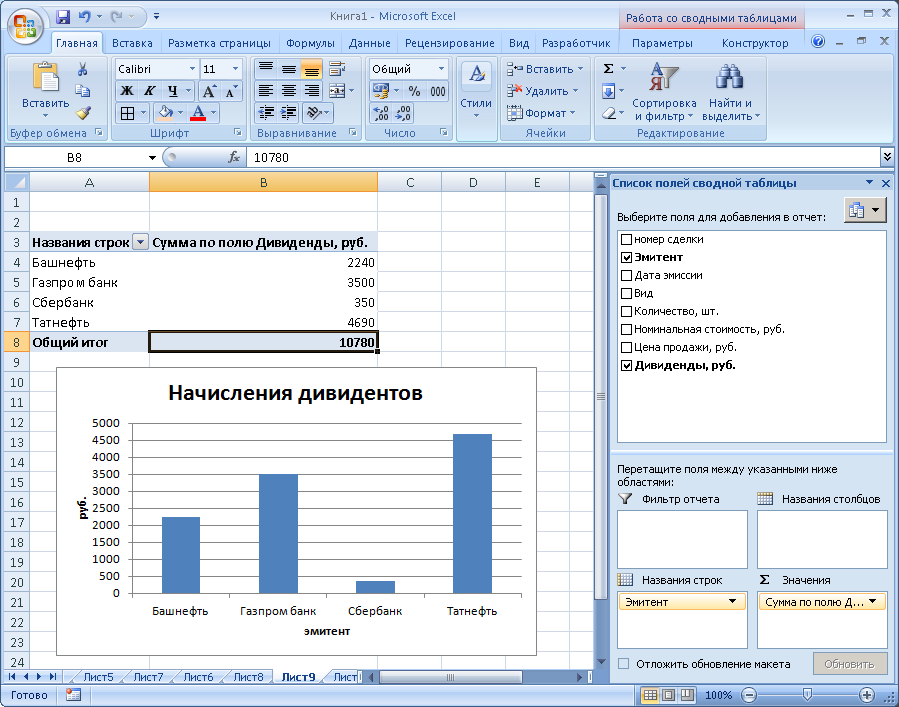 Книга1 - Microsoft Excel
Работа со сводными таблицами
Главная Вставка Разметка страницы Формулы Данные Рецензирование Вид Разработчик Параметры Конструктор
Calibri 11 Общий Вставить Σ
Ж К Ч А А % 000 Удалить
Вставить Стили Сортировка и фильтр Найти и выделить
А Формат
Буфер обмена Шрифт Выравнивание Число Ячейки Редактирование
B8 fx 10780
A B C D E
1
2
3 Названия строк Сумма по полю Дивиденды, руб.
4 Башнефть 2240
5 Газпром банк 3500
6 Сбербанк 350
7 Татнефть 4690
8 Общий итог 10780
9
10
11
12
13
14
15
16
17
18
19
20
21
22
23
24
Начисления дивидентов
5000
4500
4000
3500
3000
2500
2000
1500
1000
500
0
руб.
Башнефть Газпром банк Сбербанк Татнефть
эмитент
Список полей сводной таблицы
Выберите поля для добавления в отчет:
номер сделки
Эмитент
Дата эмиссии
Вид
Количество, шт.
Номинальная стоимость, руб.
Цена продажи, руб.
Дивиденды, руб.
Перетащите поля между указанными ниже
областями:
Фильтр отчета Названия столбцов
Названия строк Σ Значения
Эмитент Сумма по полю Д...
Отложить обновление макета Обновить
Лист5 Лист7 Лист6 Лист8 Лист9 Лист
Готово 100%